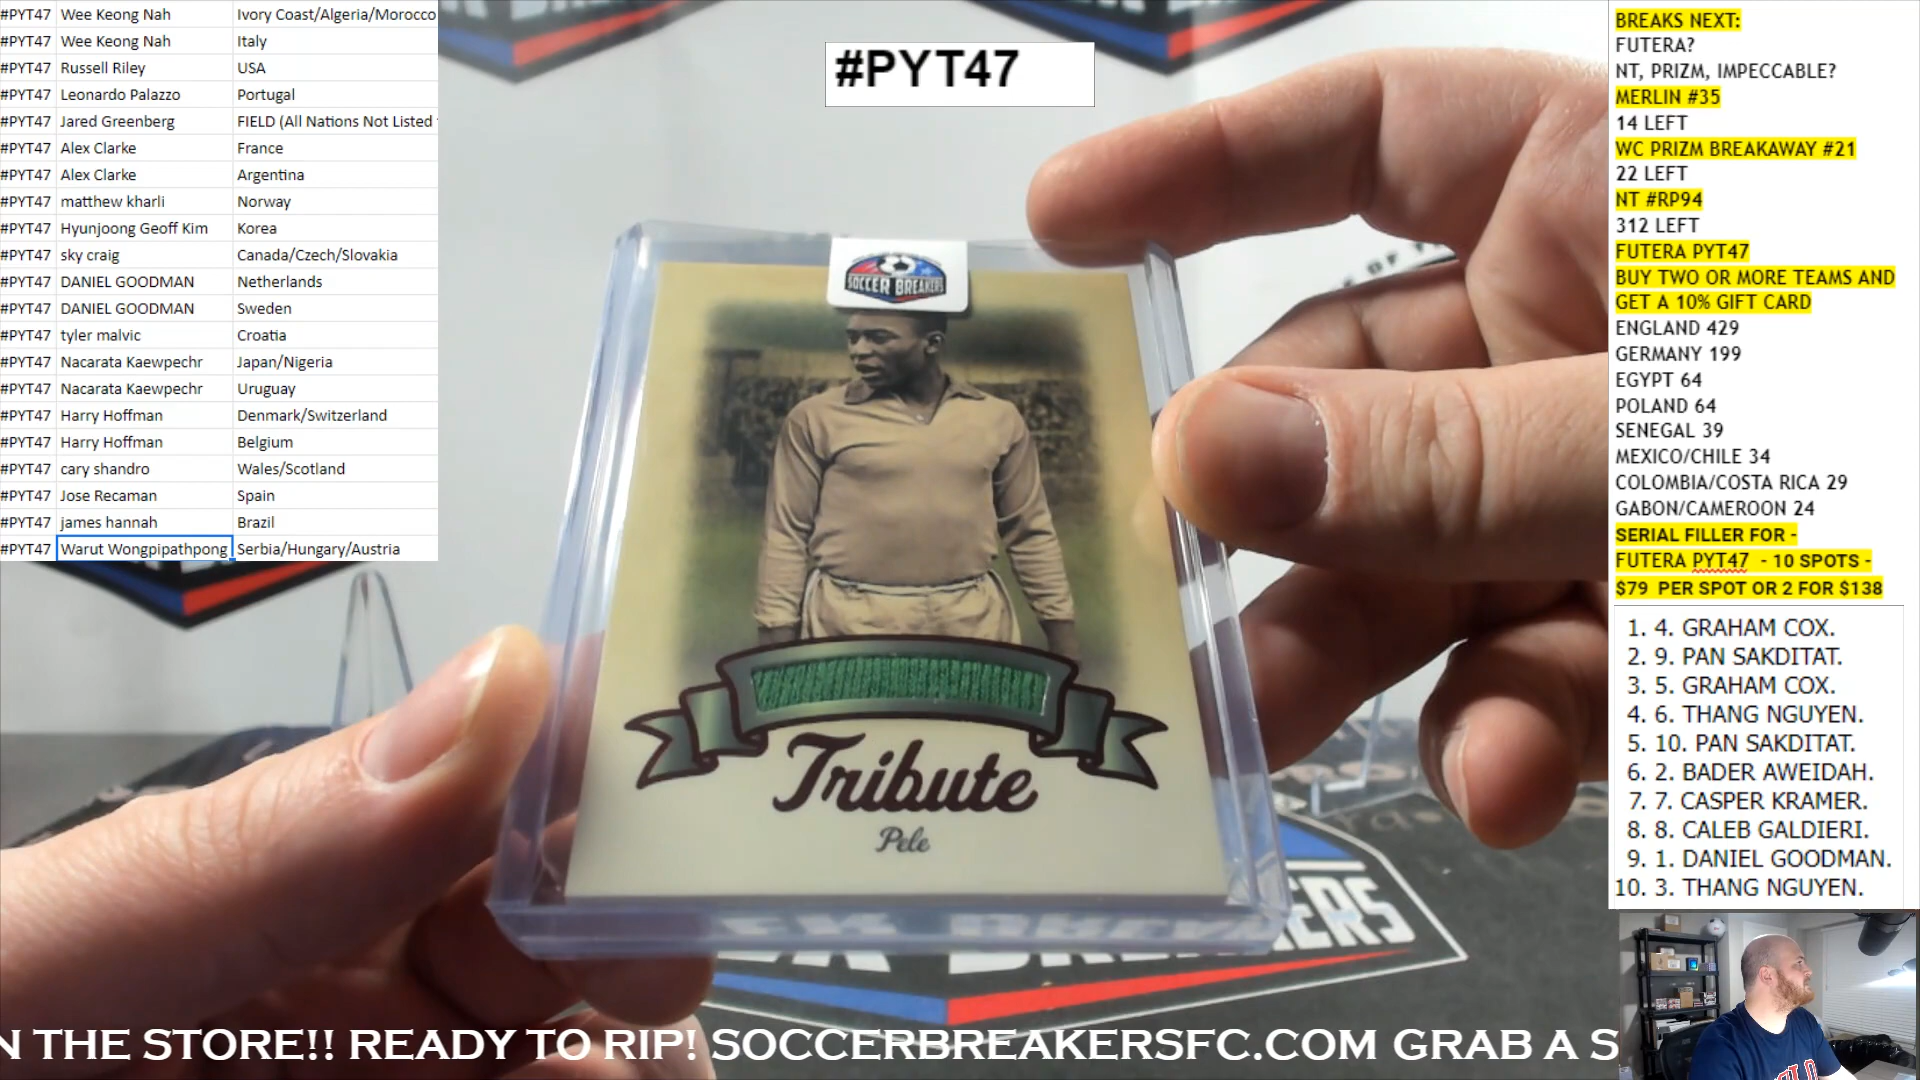 #PYT47 Wee Keong Nah Ivory Coast/Algeria/Morocco
#PYT47 Wee Keong Nah Italy
#PYT47 Russell Riley USA
#PYT47 Leonardo Palazzo Portugal
#PYT47 Jared Greenberg FIELD (All Nations Not Listed
#PYT47 Alex Clarke France
#PYT47 Alex Clarke Argentina
#PYT47 matthew kharli Norway
#PYT47 Hyunjoong Geoff Kim Korea
#PYT47 sky craig Canada/Czech/Slovakia
#PYT47 DANIEL GOODMAN Netherlands
#PYT47 DANIEL GOODMAN Sweden
#PYT47 tyler malvic Croatia
#PYT47 Nacarata Kaewpechr Japan/Nigeria
#PYT47 Nacarata Kaewpechr Uruguay
#PYT47 Harry Hoffman Denmark/Switzerland
#PYT47 Harry Hoffman Belgium
#PYT47 cary shandro Wales/Scotland
#PYT47 Jose Recaman Spain
#PYT47 james hannah Brazil
#PYT47 Warut Wongpipathpong Serbia/Hungary/Austria
#PYT47
SOCCER BREAKERS
Tribute
Pele
BREAKS NEXT:
FUTERA?
NT, PRIZM, IMPECCABLE?
MERLIN #35
14 LEFT
WC PRIZM BREAKAWAY #21
22 LEFT
NT #RP94
312 LEFT
FUTERA PYT47
BUY TWO OR MORE TEAMS AND
GET A 10% GIFT CARD
ENGLAND 429
GERMANY 199
EGYPT 64
POLAND 64
SENEGAL 39
MEXICO/CHILE 34
COLOMBIA/COSTA RICA 29
GABON/CAMEROON 24
SERIAL FILLER FOR -
FUTERA PYT47 - 10 SPOTS -
$79 PER SPOT OR 2 FOR $138
1. 4. GRAHAM COX.
2. 9. PAN SAKDITAT.
3. 5. GRAHAM COX.
4. 6. THANG NGUYEN.
5. 10. PAN SAKDITAT.
6. 2. BADER AWEIDAH.
7. 7. CASPER KRAMER.
8. 8. CALEB GALDIERI.
9. 1. DANIEL GOODMAN.
10. 3. THANG NGUYEN.
N THE STORE!! READY TO RIP! SOCCERBREAKERSFC.COM GRAB A S